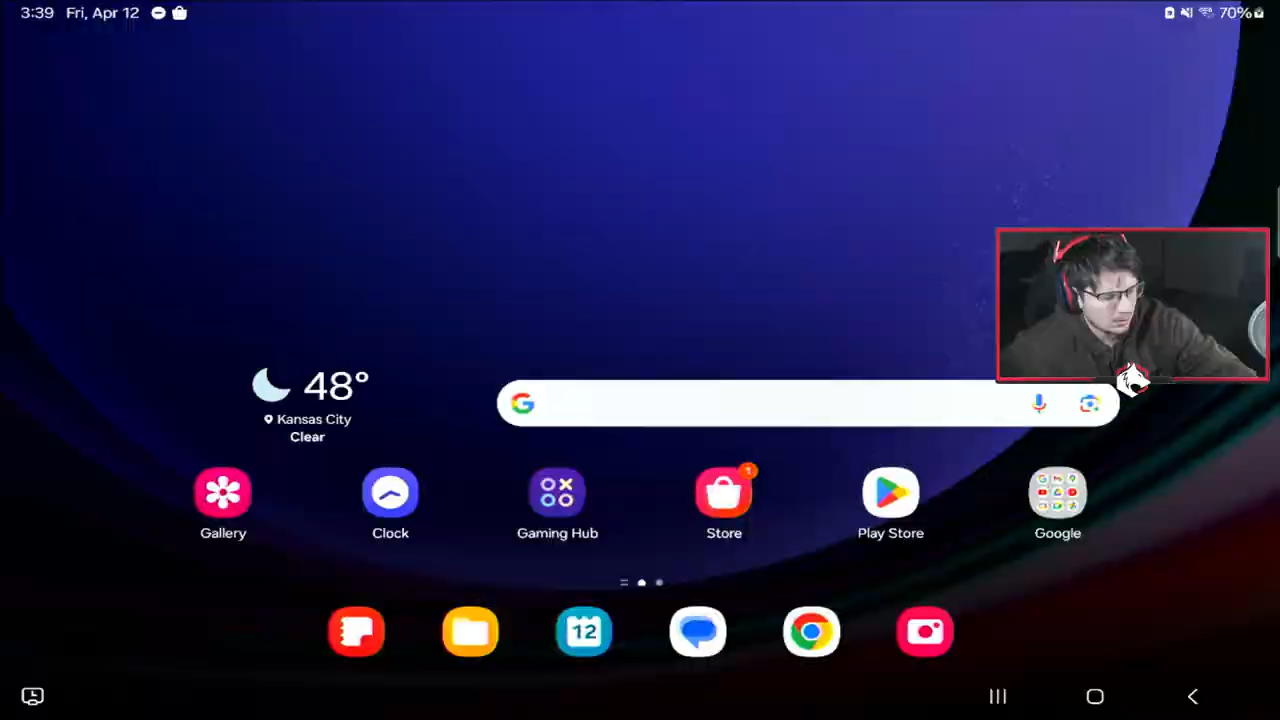 3:39 Fri, Apr 12
70%
48°
Kansas City
Clear
Gallery
Clock
Gaming Hub
1
Store
Play Store
Google
12